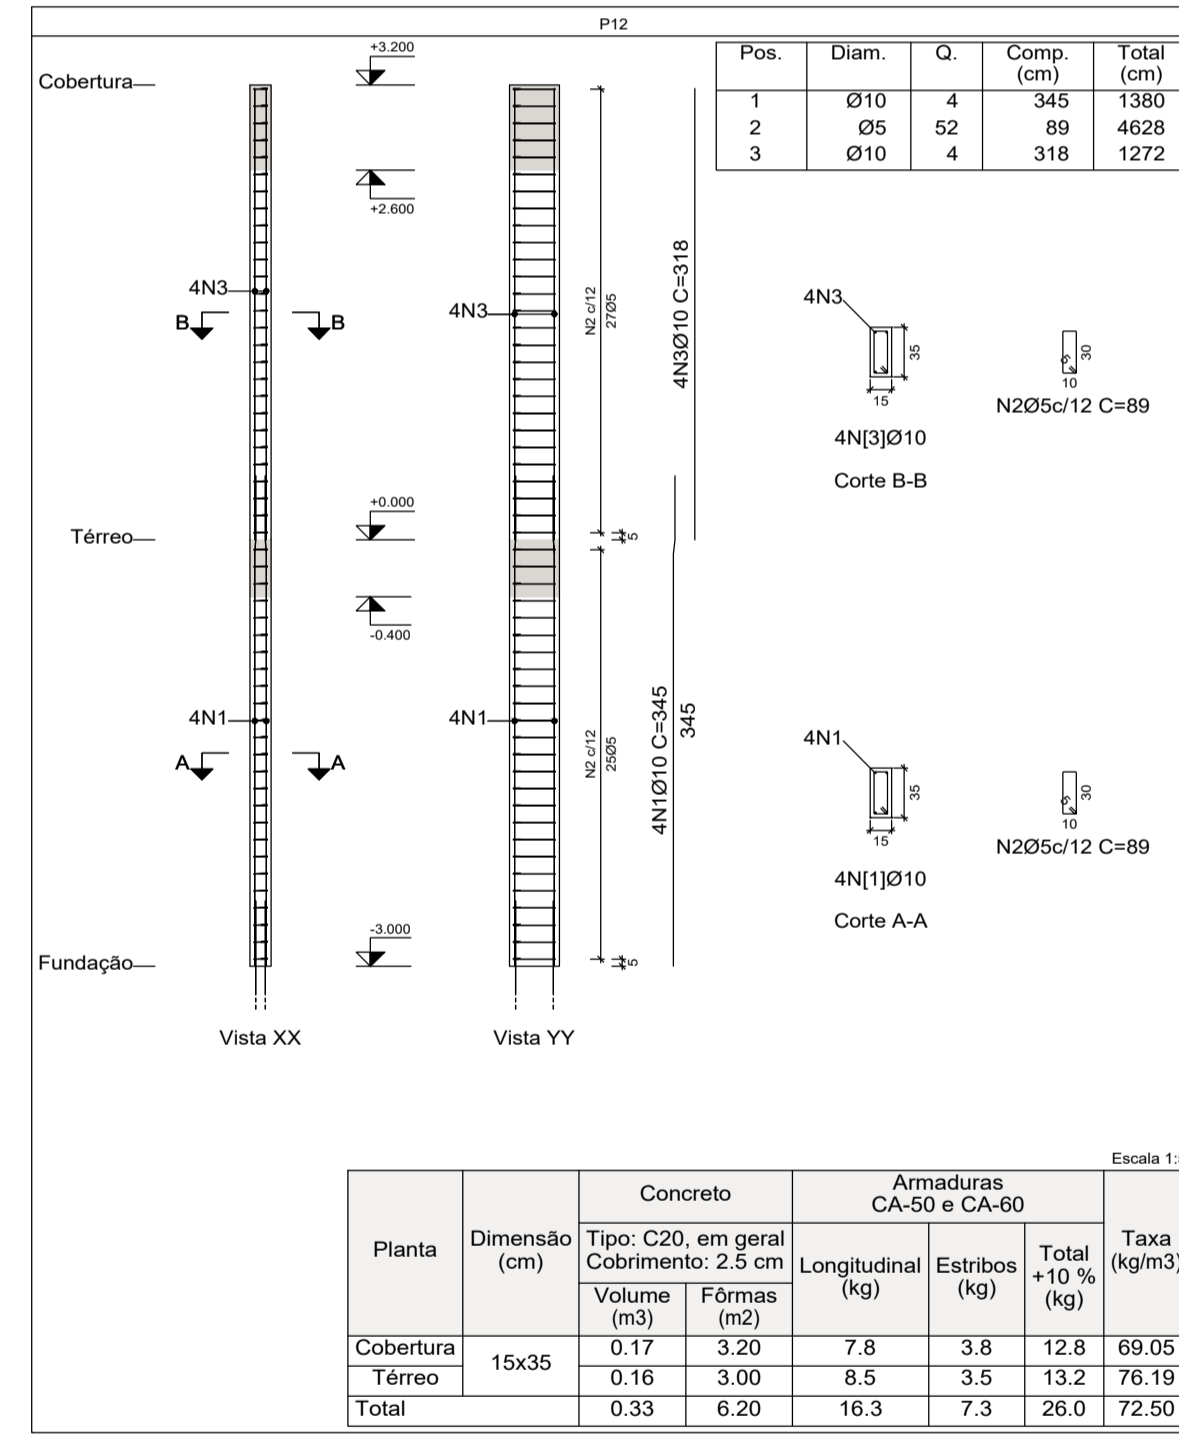 P12
Pos. Diam. Q. Comp. (cm) Total (cm)
1 Ø10 4 345 1380
2 Ø5 52 89 4628
3 Ø10 4 318 1272
Cobertura
+3.200
+2.600
4N3
4N3
B B
N2 c/12
27Ø5
4N3Ø10 C=318
Térreo
+0.000
5
-0.400
4N1
4N1
A A
N2 c/12
25Ø5
4N1Ø10 C=345
345
Fundação
-3.000
5
Vista XX
Vista YY
4N3
35
15
4N[3]Ø10
Corte B-B
6
30
10
N2Ø5c/12 C=89
4N1
35
15
4N[1]Ø10
Corte A-A
6
30
10
N2Ø5c/12 C=89
Escala 1:
Planta
Dimensão
(cm)
Concreto
Tipo: C20, em geral
Cobrimento: 2.5 cm
Volume
(m3)
Fôrmas
(m2)
Armaduras
CA-50 e CA-60
Longitudinal
(kg)
Estribos
(kg)
Total
+10 %
(kg)
Taxa
(kg/m3)
Cobertura 15x35 0.17 3.20 7.8 3.8 12.8 69.05
Térreo 0.16 3.00 8.5 3.5 13.2 76.19
Total 0.33 6.20 16.3 7.3 26.0 72.50